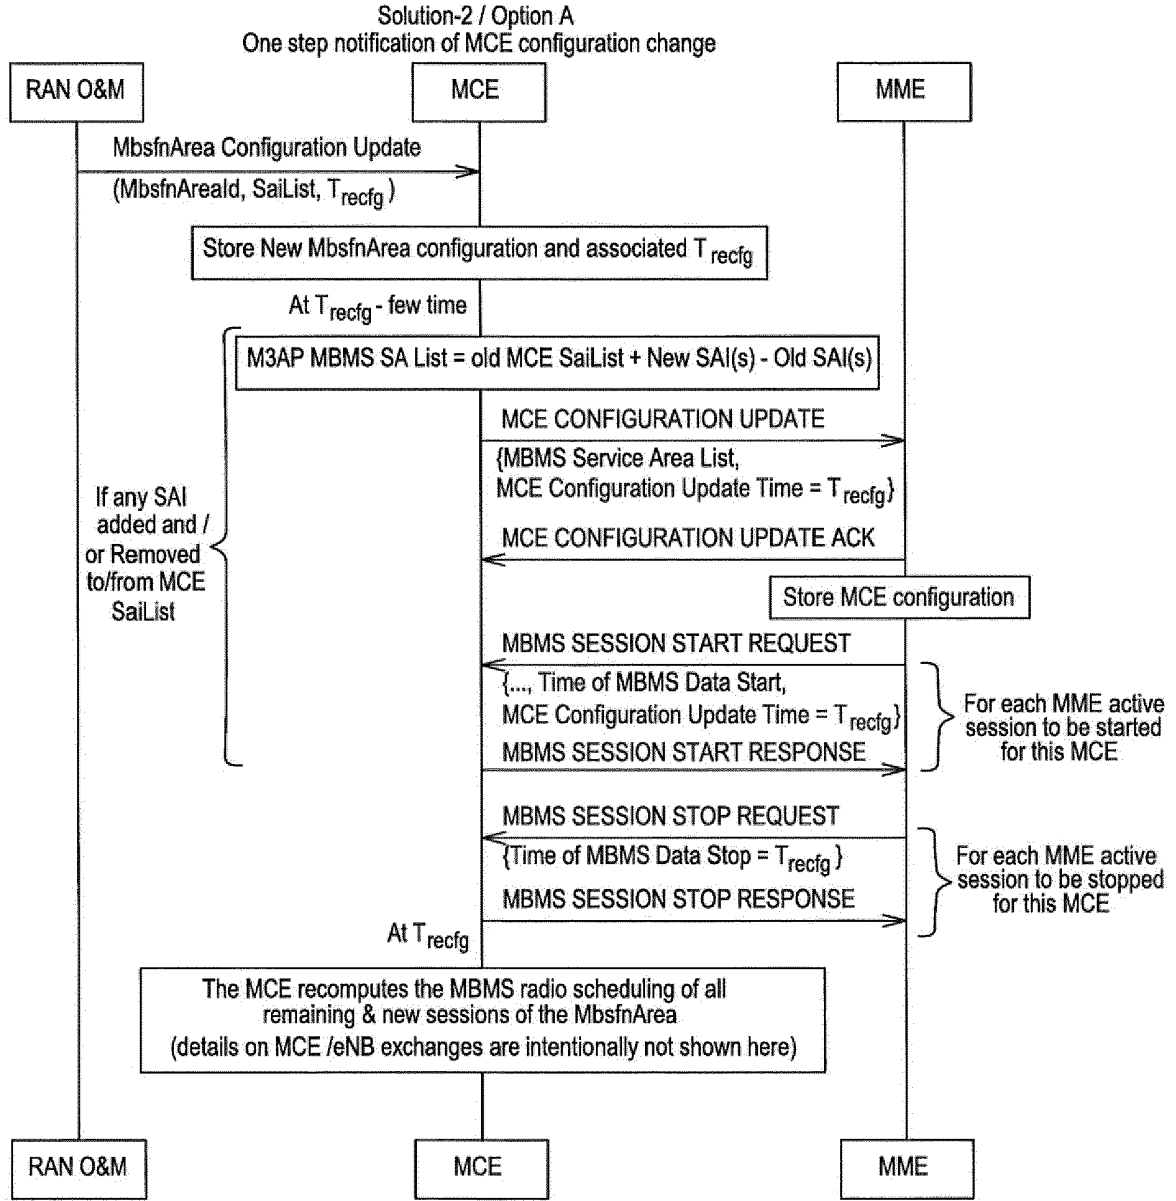 Solution-2 / Option A
One step notification of MCE configuration change
RAN O&M
MCE
MME
MbsfnArea Configuration Update
(MbsfnAreaId, SaiList, Trecfg)
Store New MbsfnArea configuration and associated Trecfg
At Trecfg - few time
M3AP MBMS SA List = old MCE SaiList + New SAI(s) - Old SAI(s)
MCE CONFIGURATION UPDATE
{MBMS Service Area List,
MCE Configuration Update Time = Trecfg}
If any SAI
added and /
or Removed
to/from MCE
SaiList
MCE CONFIGURATION UPDATE ACK
Store MCE configuration
MBMS SESSION START REQUEST
{..., Time of MBMS Data Start,
MCE Configuration Update Time = Trecfg}
MBMS SESSION START RESPONSE
For each MME active
session to be started
for this MCE
MBMS SESSION STOP REQUEST
{Time of MBMS Data Stop = Trecfg}
MBMS SESSION STOP RESPONSE
For each MME active
session to be stopped
for this MCE
At Trecfg
The MCE recomputes the MBMS radio scheduling of all
remaining & new sessions of the MbsfnArea
(details on MCE /eNB exchanges are intentionally not shown here)
RAN O&M
MCE
MME